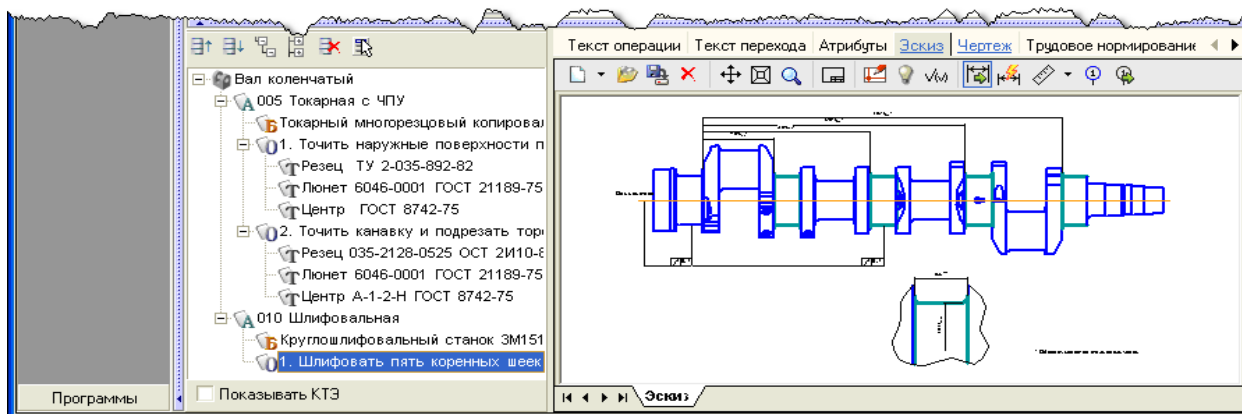 Текст операции Текст перехода Атрибуты Эскиз Чертеж Трудовое нормирование
Вал коленчатый
005 Токарная с ЧПУ
Токарный многорезцовый копировал
1. Точить наружные поверхности п
Резец ТУ 2-035-892-82
Люнет 6046-0001 ГОСТ 21189-75
Центр ГОСТ 8742-75
2. Точить канавку и подрезать тор
Резец 035-2128-0525 ОСТ 2И10-8
Люнет 6046-0001 ГОСТ 21189-75
Центр А-1-2-Н ГОСТ 8742-75
010 Шлифовальная
Круглошлифовальный станок 3М151
1. Шлифовать пять коренных шеек
Программы
Показывать КТЭ
Эскиз